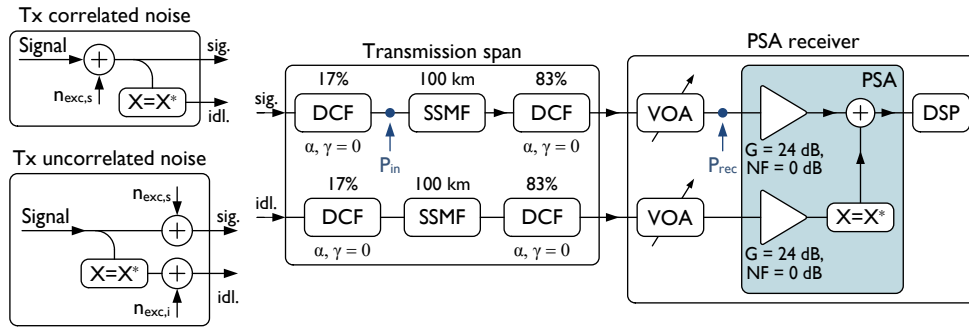 Tx correlated noise
Signal
sig.
+
n_exc,s
X=X*
idl.
Tx uncorrelated noise
n_exc,s
Signal
+
sig.
X=X*
+
idl.
n_exc,i
Transmission span
17% 100 km 83%
sig. DCF SSMF DCF
α, γ = 0 P_in α, γ = 0
17% 100 km 83%
idl. DCF SSMF DCF
α, γ = 0 α, γ = 0
PSA receiver
PSA
VOA + DSP
P_rec
G = 24 dB,
NF = 0 dB
VOA X=X*
G = 24 dB,
NF = 0 dB